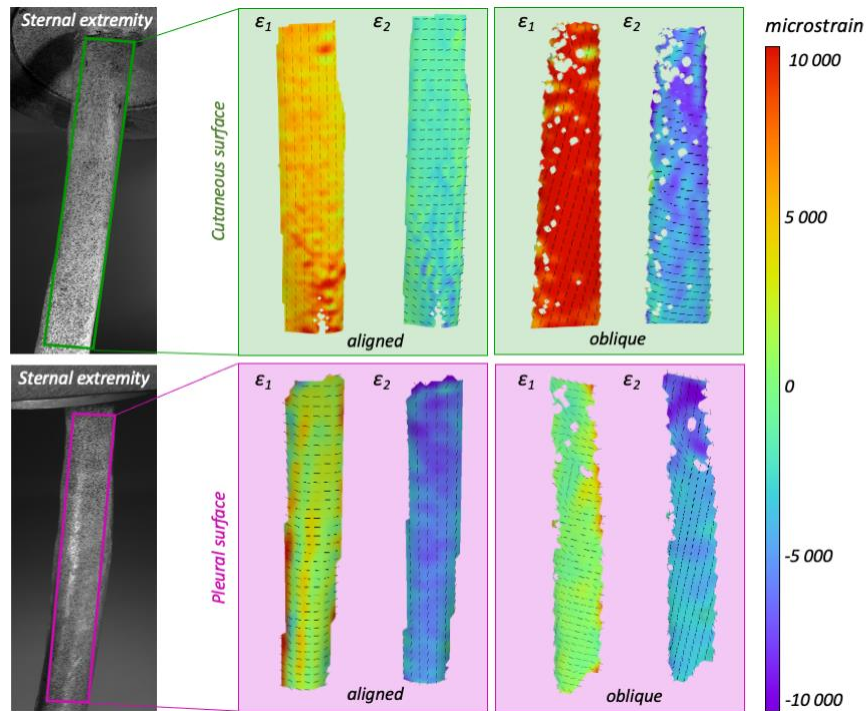 Sternal extremity
Cutaneous surface
ε1
ε2
aligned
ε1
ε2
oblique
microstrain
10 000
5 000
0
-5 000
-10 000
Sternal extremity
Pleural surface
ε1
ε2
aligned
ε1
ε2
oblique